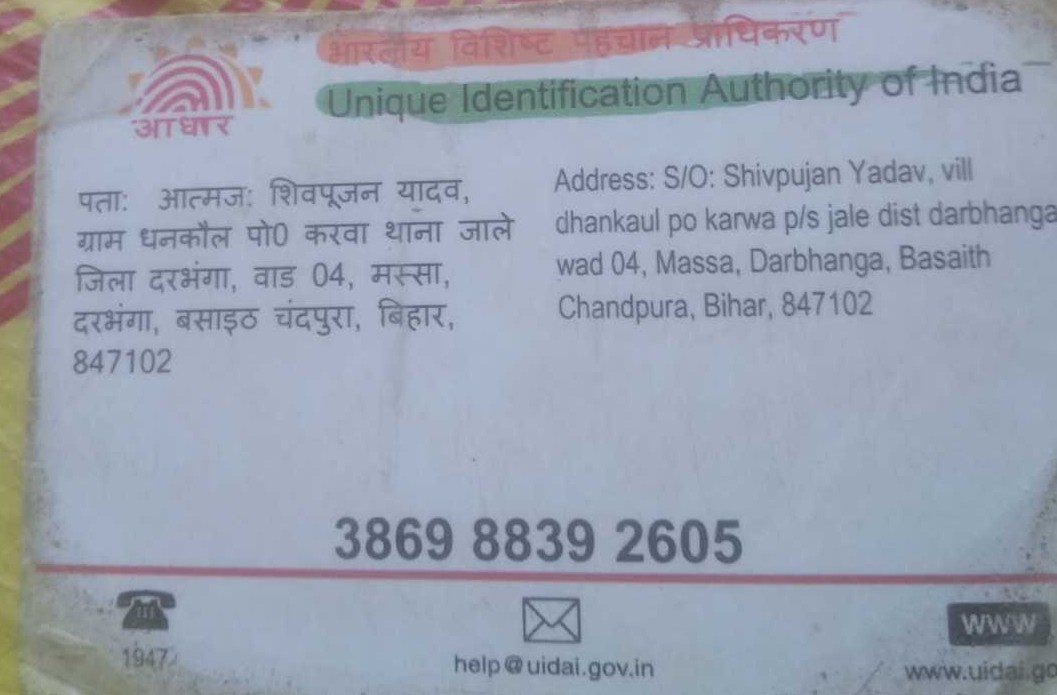 भारतीय विशिष्ट पहचान प्राधिकरण
Unique Identification Authority of India
आधार
पता: आत्मज: शिवपूजन यादव,
ग्राम धनकौल पो0 करवा थाना जाले
जिला दरभंगा, वाड 04, मस्सा,
दरभंगा, बसाइठ चंदपुरा, बिहार,
847102
Address: S/O: Shivpujan Yadav, vill
dhankaul po karwa p/s jale dist darbhanga
wad 04, Massa, Darbhanga, Basaith
Chandpura, Bihar, 847102
3869 8839 2605
1947
help@uidai.gov.in
WWW
www.uidai.go